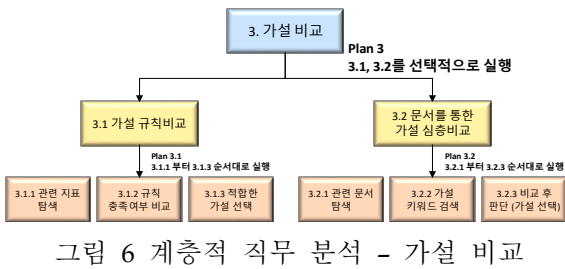 3. 가설 비교
Plan 3
3.1, 3.2를 선택적으로 실행
3.1 가설 규칙비교
3.2 문서를 통한
가설 심층비교
Plan 3.1
3.1.1 부터 3.1.3 순서대로 실행
Plan 3.2
3.2.1 부터 3.2.3 순서대로 실행
3.1.1 관련 지표
탐색
3.1.2 규칙
충족여부 비교
3.1.3 적합한
가설 선택
3.2.1 관련 문서
탐색
3.2.2 가설
키워드 검색
3.2.3 비교 후
판단 (가설 선택)
그림 6 계층적 직무 분석 – 가설 비교